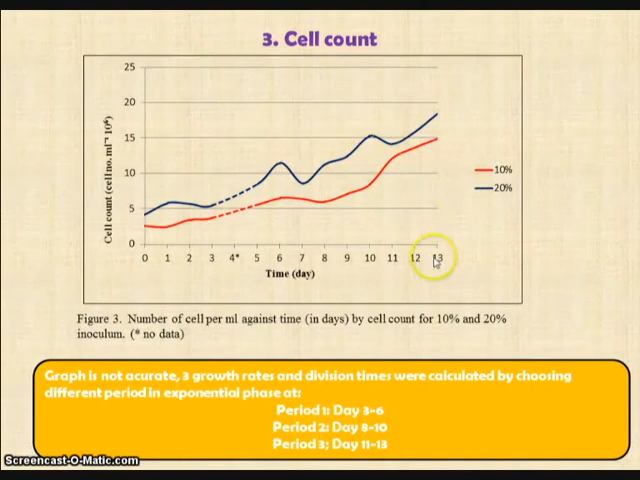 3. Cell count
25
20
15
10
5
0
Cell count (cell no. ml⁻¹ 10⁶)
0 1 2 3 4* 5 6 7 8 9 10 11 12 13
Time (day)
10%
20%
Figure 3. Number of cell per ml against time (in days) by cell count for 10% and 20%
inoculum. (* no data)
Graph is not acurate, 3 growth rates and division times were calculated by choosing
different period in exponential phase at:
Period 1: Day 3-6
Period 2: Day 8-10
Period 3; Day 11-13
Screencast-O-Matic.com